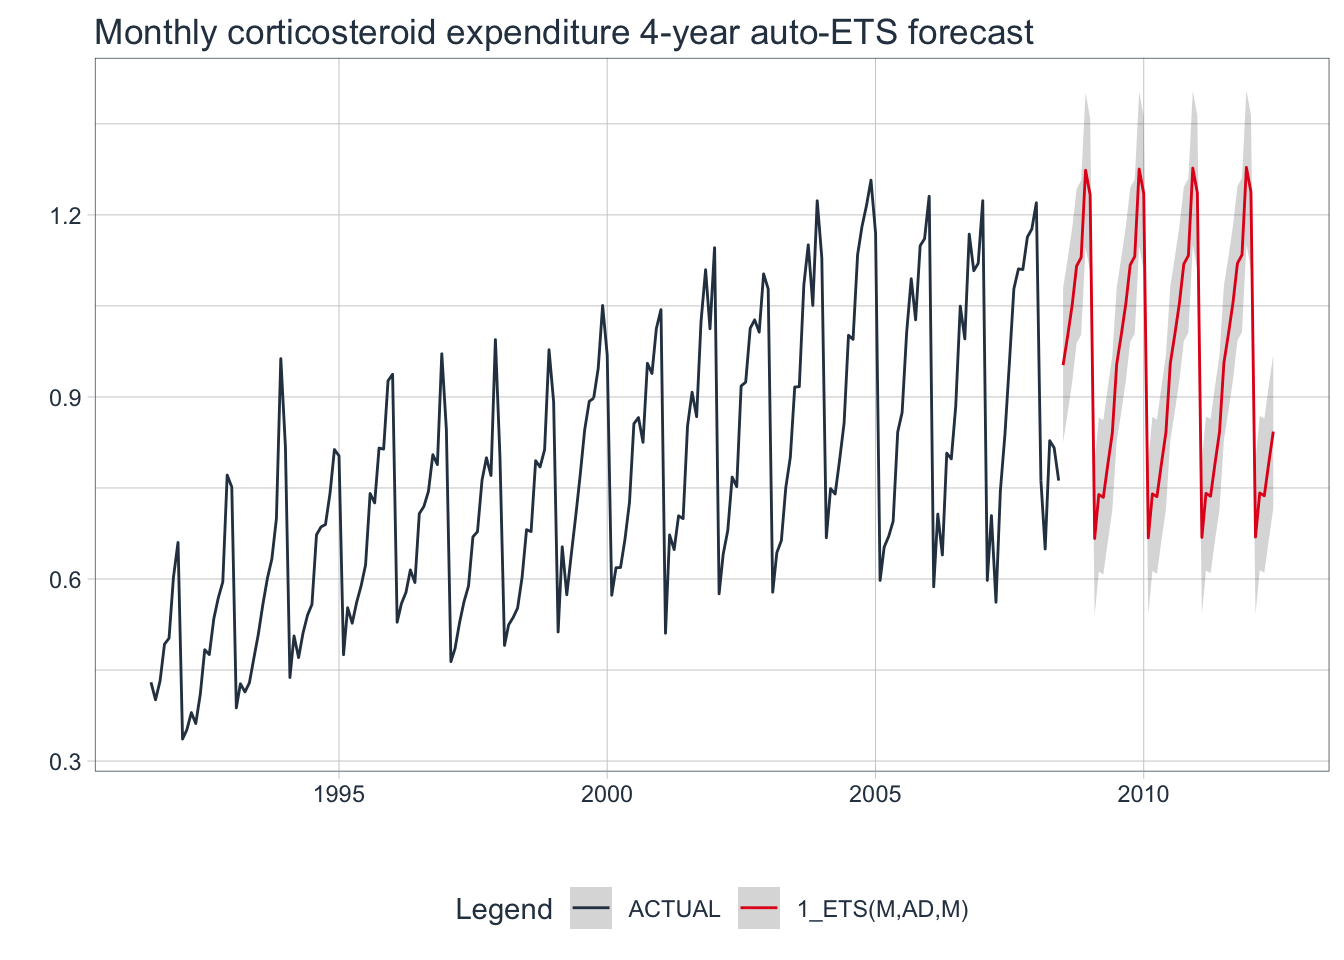 Monthly corticosteroid expenditure 4-year auto-ETS forecast
1.2
0.9
0.6
0.3
1995 2000 2005 2010
Legend ACTUAL 1_ETS(M,AD,M)